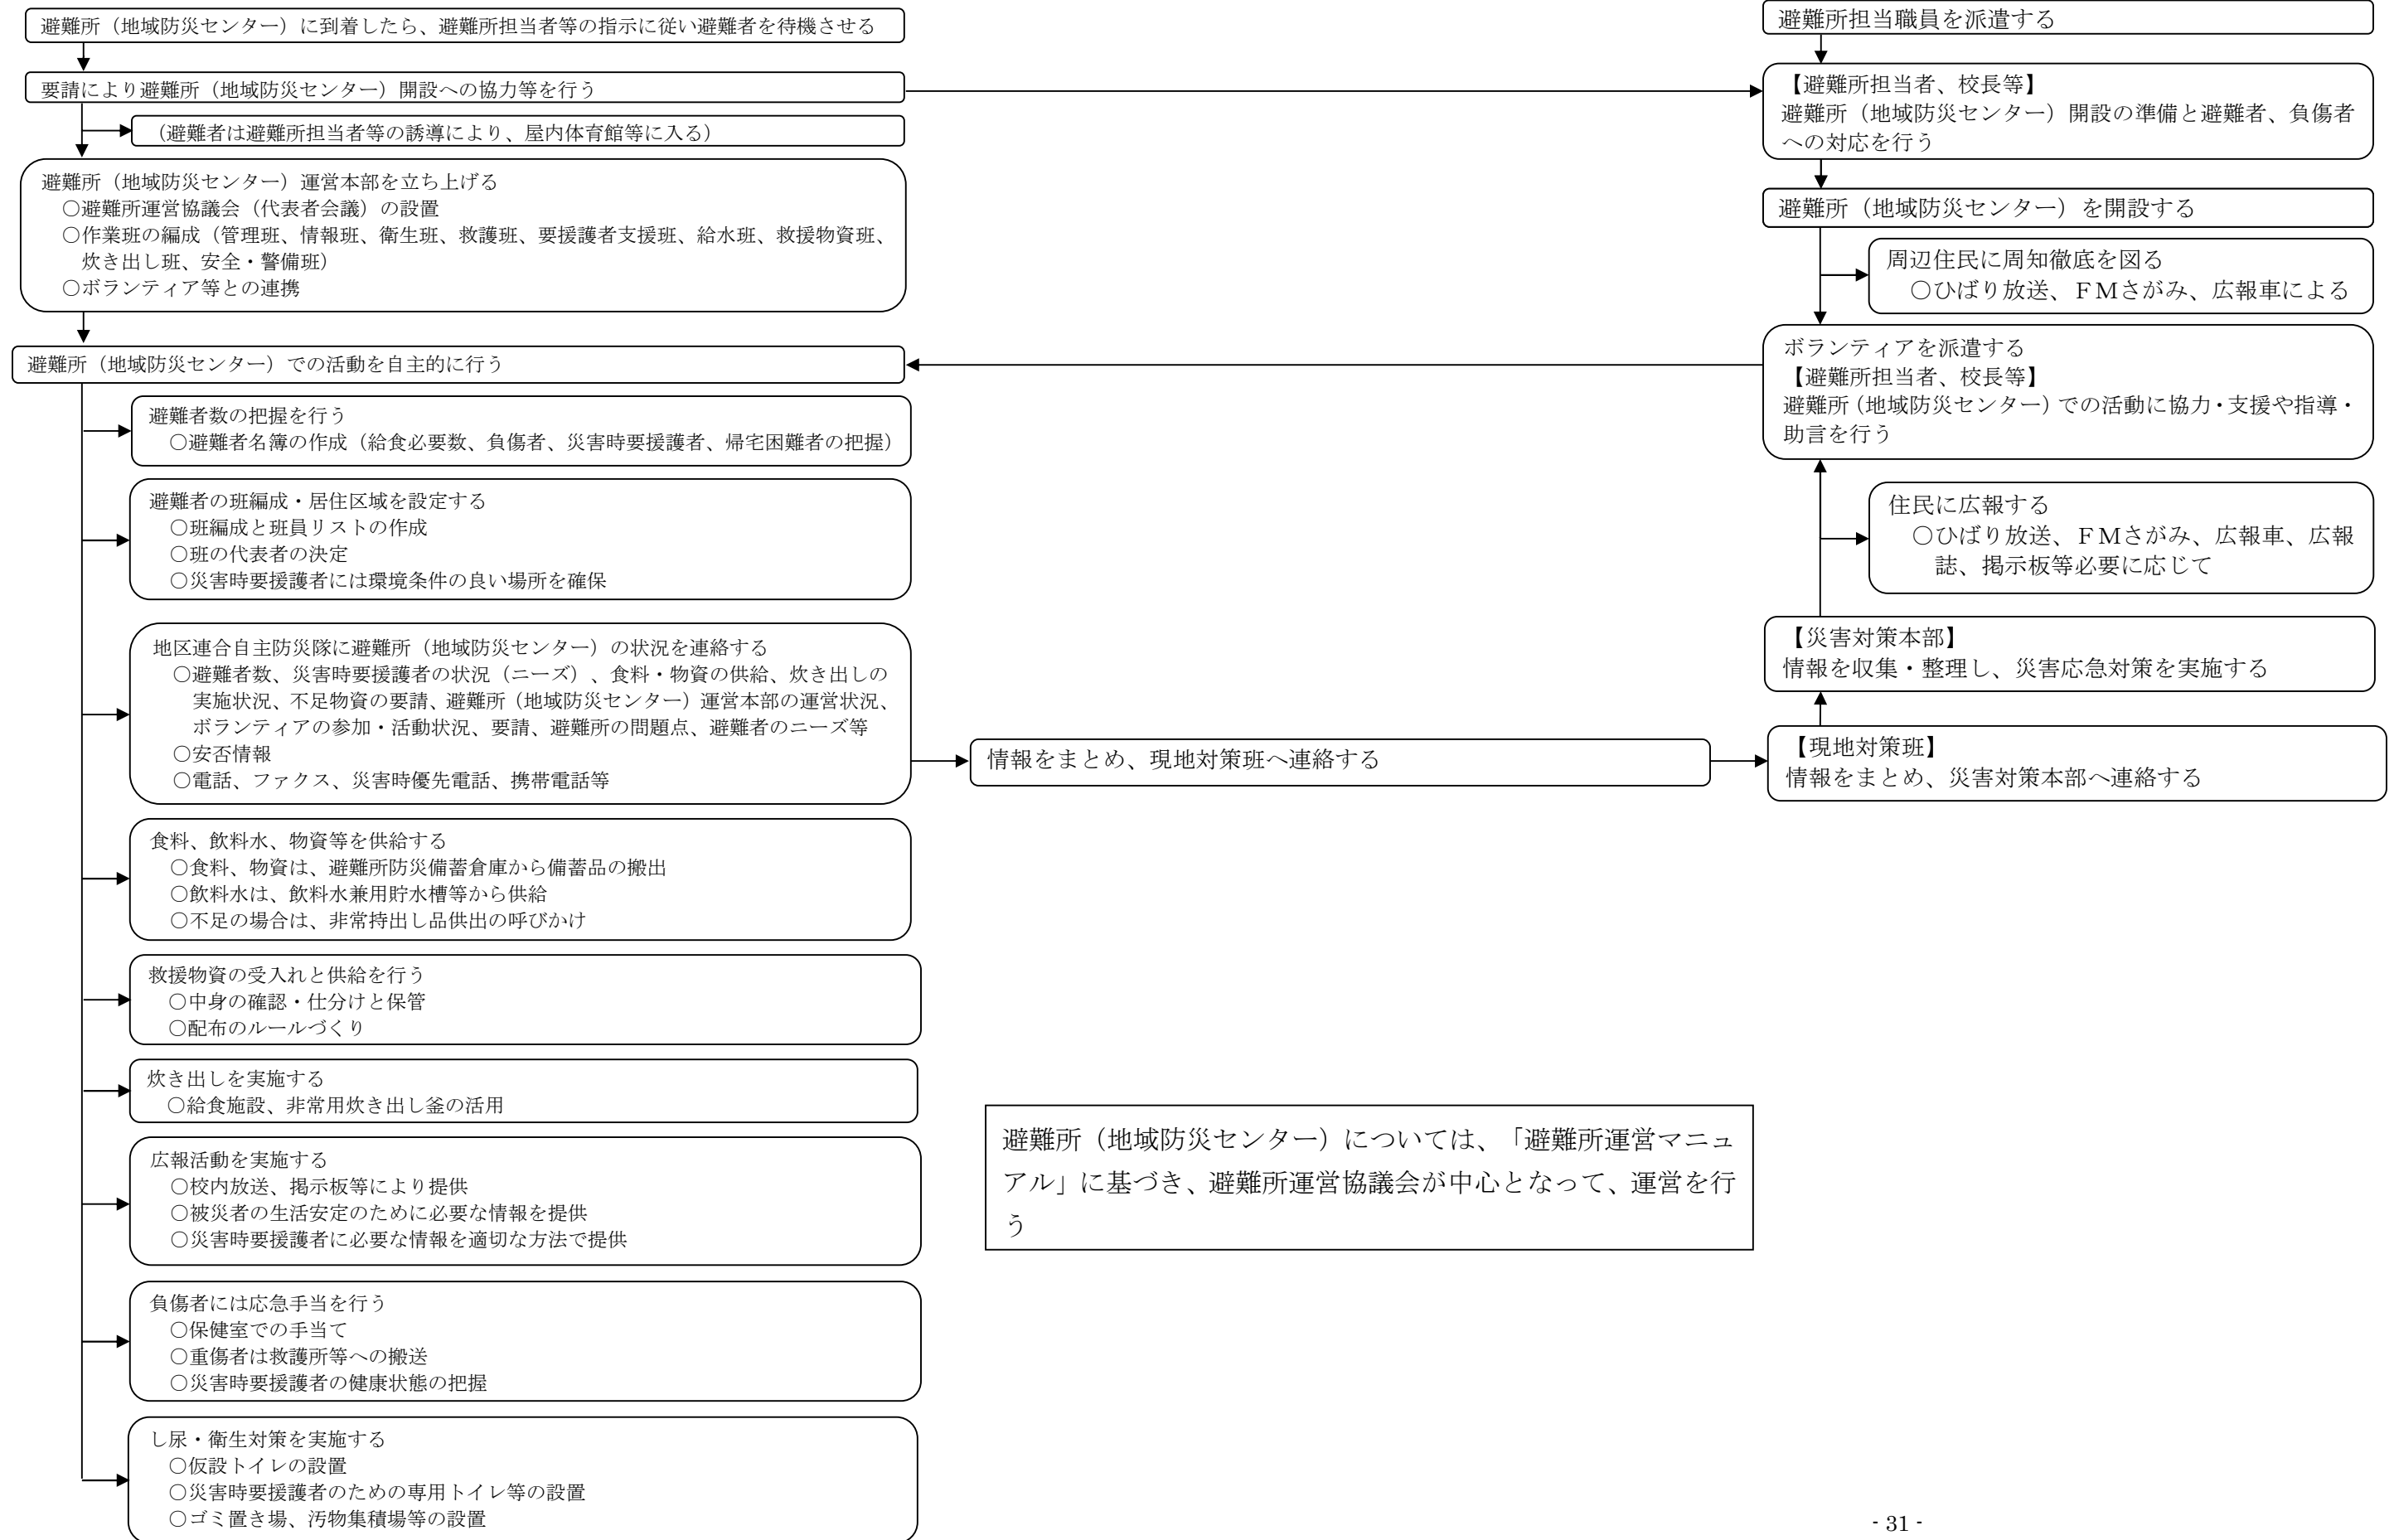 避難所（地域防災センター）に到着したら、避難所担当者等の指示に従い避難者を待機させる
要請により避難所（地域防災センター）開設への協力等を行う
（避難者は避難所担当者等の誘導により、屋内体育館等に入る）
避難所（地域防災センター）運営本部を立ち上げる
○避難所運営協議会（代表者会議）の設置
○作業班の編成（管理班、情報班、衛生班、救護班、要援護者支援班、給水班、救援物資班、
炊き出し班、安全・警備班）
○ボランティア等との連携
避難所（地域防災センター）での活動を自主的に行う
避難者数の把握を行う
○避難者名簿の作成（給食必要数、負傷者、災害時要援護者、帰宅困難者の把握）
避難者の班編成・居住区域を設定する
○班編成と班員リストの作成
○班の代表者の決定
○災害時要援護者には環境条件の良い場所を確保
地区連合自主防災隊に避難所（地域防災センター）の状況を連絡する
○避難者数、災害時要援護者の状況（ニーズ）、食料・物資の供給、炊き出しの
実施状況、不足物資の要請、避難所（地域防災センター）運営本部の運営状況、
ボランティアの参加・活動状況、要請、避難所の問題点、避難者のニーズ等
○安否情報
○電話、ファクス、災害時優先電話、携帯電話等
食料、飲料水、物資等を供給する
○食料、物資は、避難所防災備蓄倉庫から備蓄品の搬出
○飲料水は、飲料水兼用貯水槽等から供給
○不足の場合は、非常持出し品供出の呼びかけ
救援物資の受入れと供給を行う
○中身の確認・仕分けと保管
○配布のルールづくり
炊き出しを実施する
○給食施設、非常用炊き出し釜の活用
広報活動を実施する
○校内放送、掲示板等により提供
○被災者の生活安定のために必要な情報を提供
○災害時要援護者に必要な情報を適切な方法で提供
負傷者には応急手当を行う
○保健室での手当て
○重傷者は救護所等への搬送
○災害時要援護者の健康状態の把握
し尿・衛生対策を実施する
○仮設トイレの設置
○災害時要援護者のための専用トイレ等の設置
○ゴミ置き場、汚物集積場等の設置
情報をまとめ、現地対策班へ連絡する
避難所（地域防災センター）については、「避難所運営マニュ
アル」に基づき、避難所運営協議会が中心となって、運営を行
う
避難所担当職員を派遣する
【避難所担当者、校長等】
避難所（地域防災センター）開設の準備と避難者、負傷者
への対応を行う
避難所（地域防災センター）を開設する
周辺住民に周知徹底を図る
○ひばり放送、ＦＭさがみ、広報車による
ボランティアを派遣する
【避難所担当者、校長等】
避難所（地域防災センター）での活動に協力・支援や指導・
助言を行う
住民に広報する
○ひばり放送、ＦＭさがみ、広報車、広報
誌、掲示板等必要に応じて
【災害対策本部】
情報を収集・整理し、災害応急対策を実施する
【現地対策班】
情報をまとめ、災害対策本部へ連絡する
- 31 -